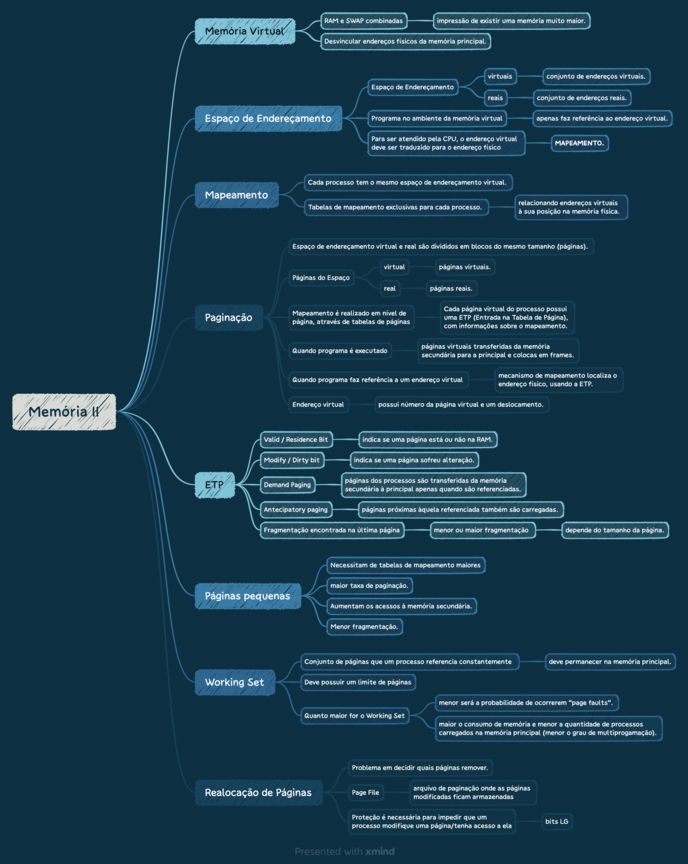 Memória II
Memória Virtual
RAM e SWAP combinadas
impressão de existir uma memória muito maior.
Desvincular endereços físicos da memória principal.
Espaço de Endereçamento
Espaço de Endereçamento
virtuais
conjunto de endereços virtuais.
reais
conjunto de endereços reais.
Programa no ambiente da memória virtual
apenas faz referência ao endereço virtual.
Para ser atendido pela CPU, o endereço virtual
deve ser traduzido para o endereço físico
MAPEAMENTO.
Mapeamento
Cada processo tem o mesmo espaço de endereçamento virtual.
Tabelas de mapeamento exclusivas para cada processo.
relacionando endereços virtuais
à sua posição na memória física.
Paginação
Espaço de endereçamento virtual e real são divididos em blocos do mesmo tamanho (páginas).
Páginas do Espaço
virtual
páginas virtuais.
real
páginas reais.
Mapeamento é realizado em nível de
página, através de tabelas de páginas
Cada página virtual do processo possui
uma ETP (Entrada na Tabela de Página),
com informações sobre o mapeamento.
Quando programa é executado
páginas virtuais transferidas da memória
secundária para a principal e colocas em frames.
Quando programa faz referência a um endereço virtual
mecanismo de mapeamento localiza o
endereço físico, usando a ETP.
Endereço virtual
possui número da página virtual e um deslocamento.
ETP
Valid / Residence Bit
indica se uma página está ou não na RAM.
Modify / Dirty bit
indica se uma página sofreu alteração.
Demand Paging
páginas dos processos são transferidas da memória
secundária à principal apenas quando são referenciadas.
Antecipatory paging
páginas próximas àquela referenciada também são carregadas.
Fragmentação encontrada na última página
menor ou maior fragmentação
depende do tamanho da página.
Páginas pequenas
Necessitam de tabelas de mapeamento maiores
maior taxa de paginação.
Aumentam os acessos à memória secundária.
Menor fragmentação.
Working Set
Conjunto de páginas que um processo referencia constantemente
deve permanecer na memória principal.
Deve possuir um limite de páginas
Quanto maior for o Working Set
menor será a probabilidade de ocorrerem "page faults".
maior o consumo de memória e menor a quantidade de processos
carregados na memória principal (menor o grau de multiprogamação).
Realocação de Páginas
Problema em decidir quais páginas remover.
Page File
arquivo de paginação onde as páginas
modificadas ficam armazenadas
Proteção é necessária para impedir que um
processo modifique uma página/tenha acesso a ela
bits LG
Presented with xmind